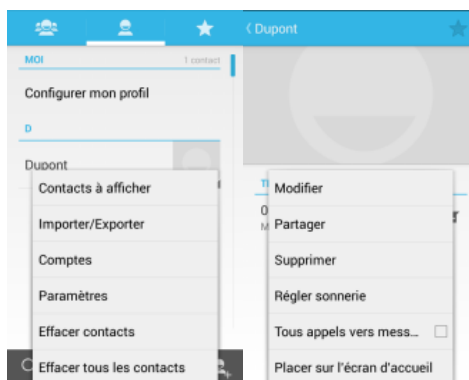 MOI
1 contact
Configurer mon profil
D
Dupont
Contacts à afficher
Importer/Exporter
Comptes
Paramètres
Effacer contacts
Effacer tous les contacts
Dupont
Modifier
Partager
Supprimer
Régler sonnerie
Tous appels vers mess...
Placer sur l'écran d'accueil